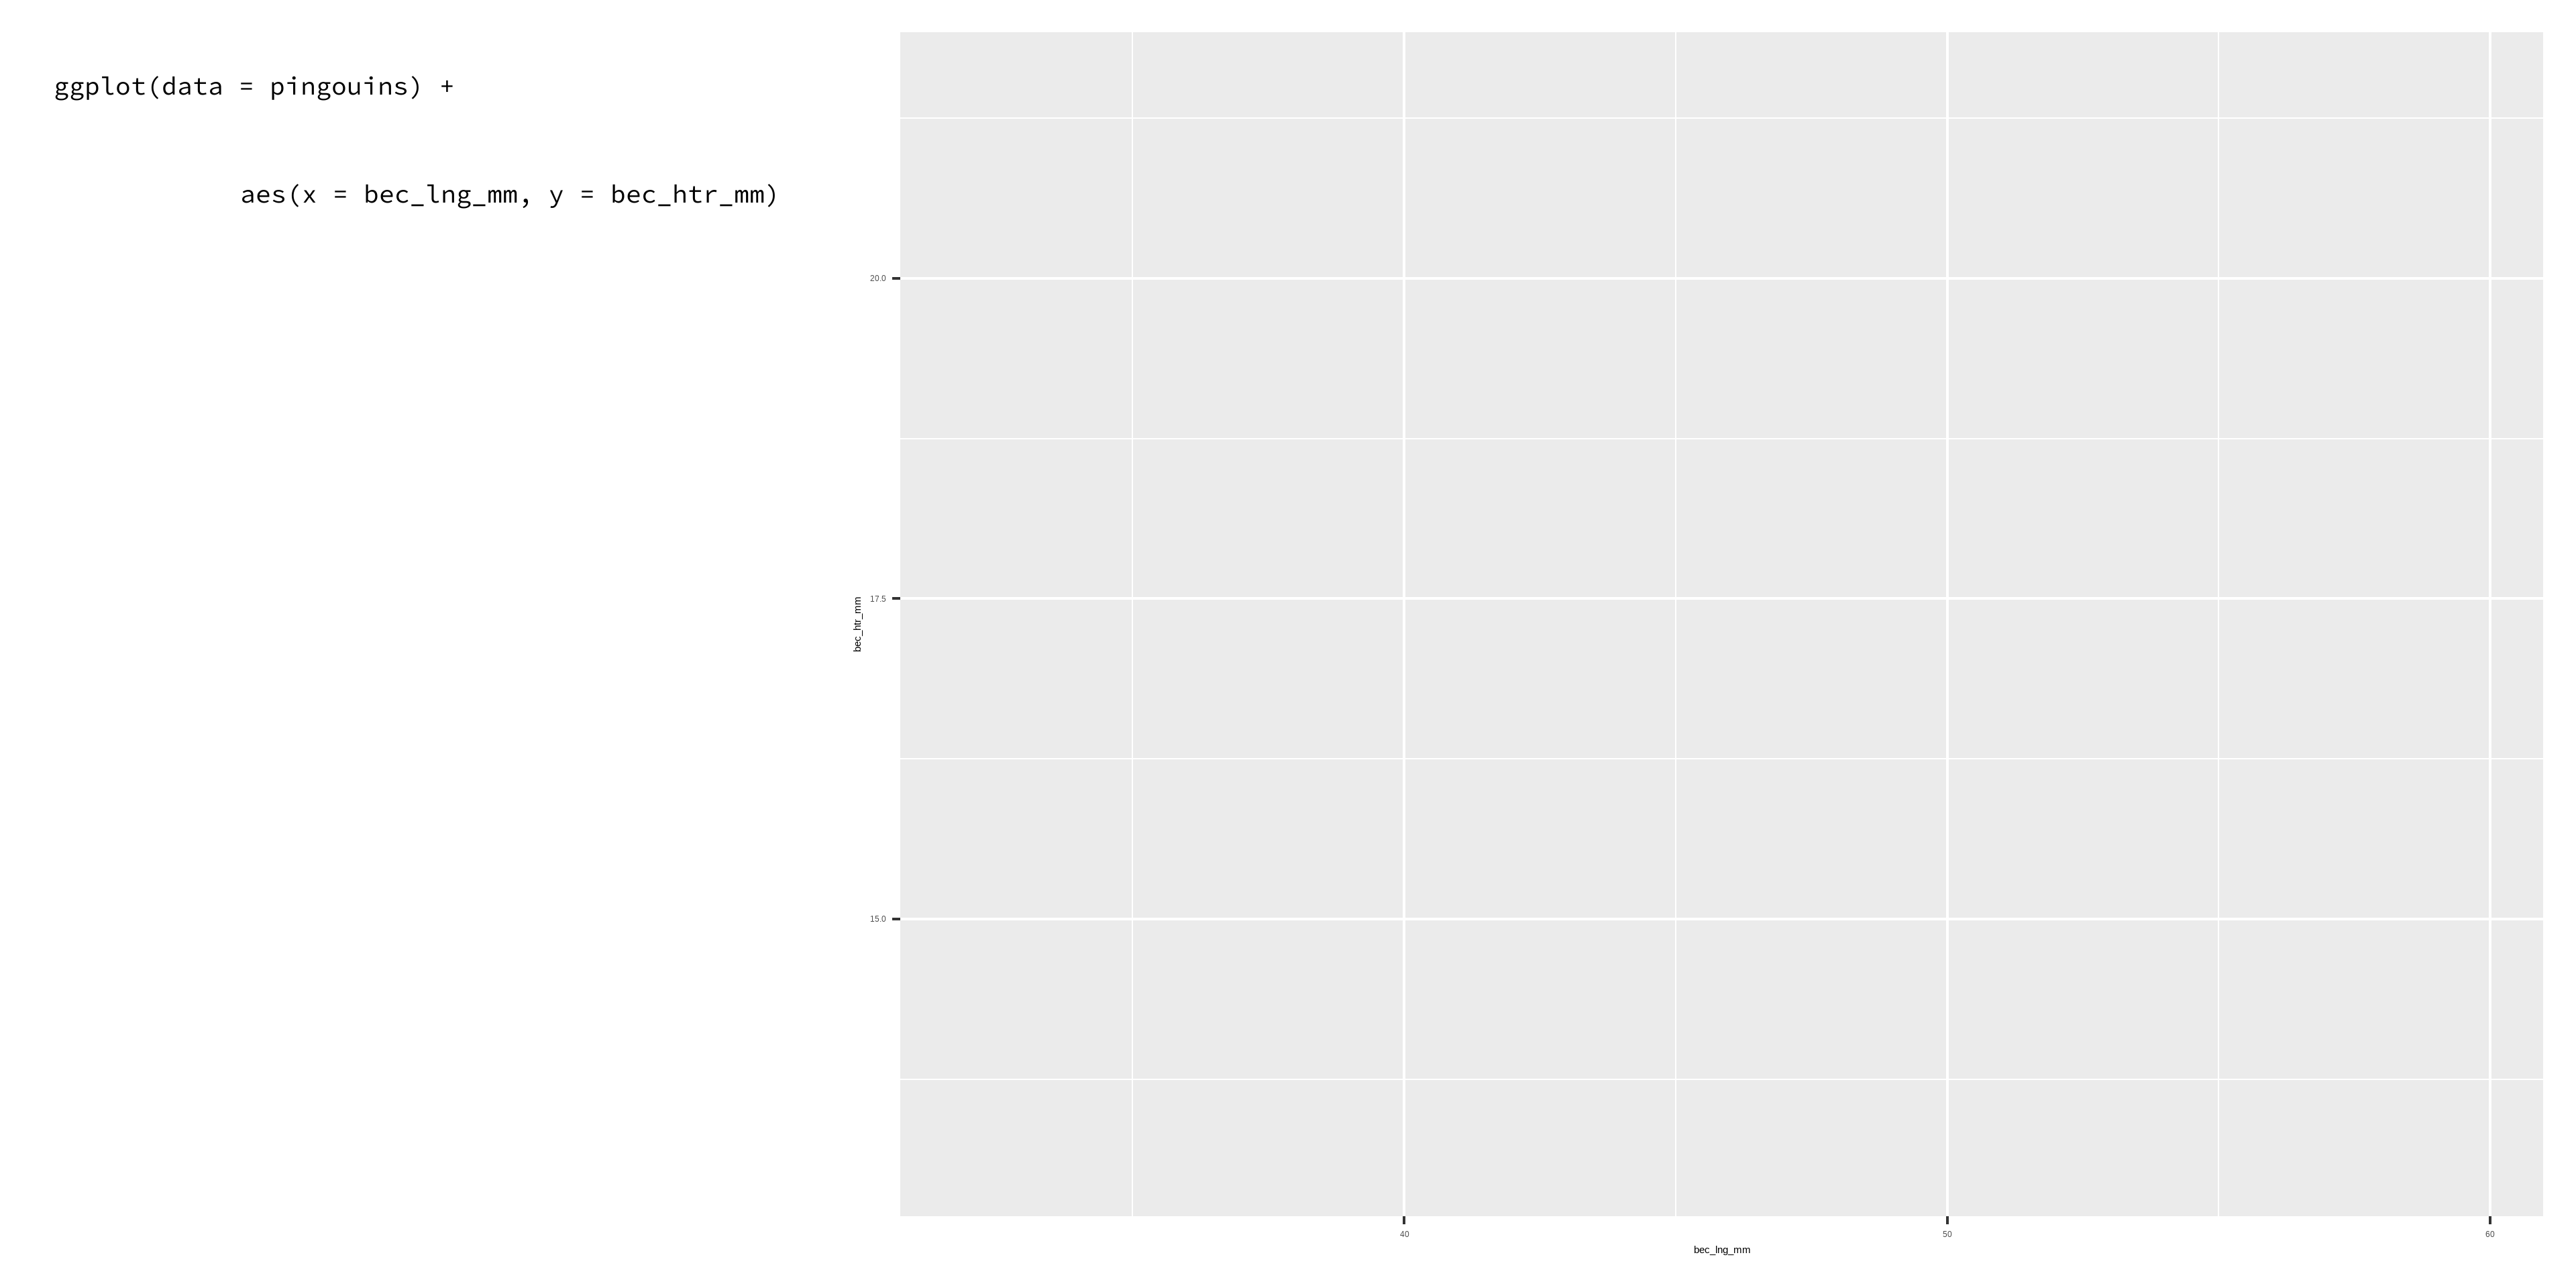 ggplot(data = pingouins) +
aes(x = bec_lng_mm, y = bec_htr_mm)
20.0
17.5
15.0
bec_htr_mm
40
50
60
bec_lng_mm